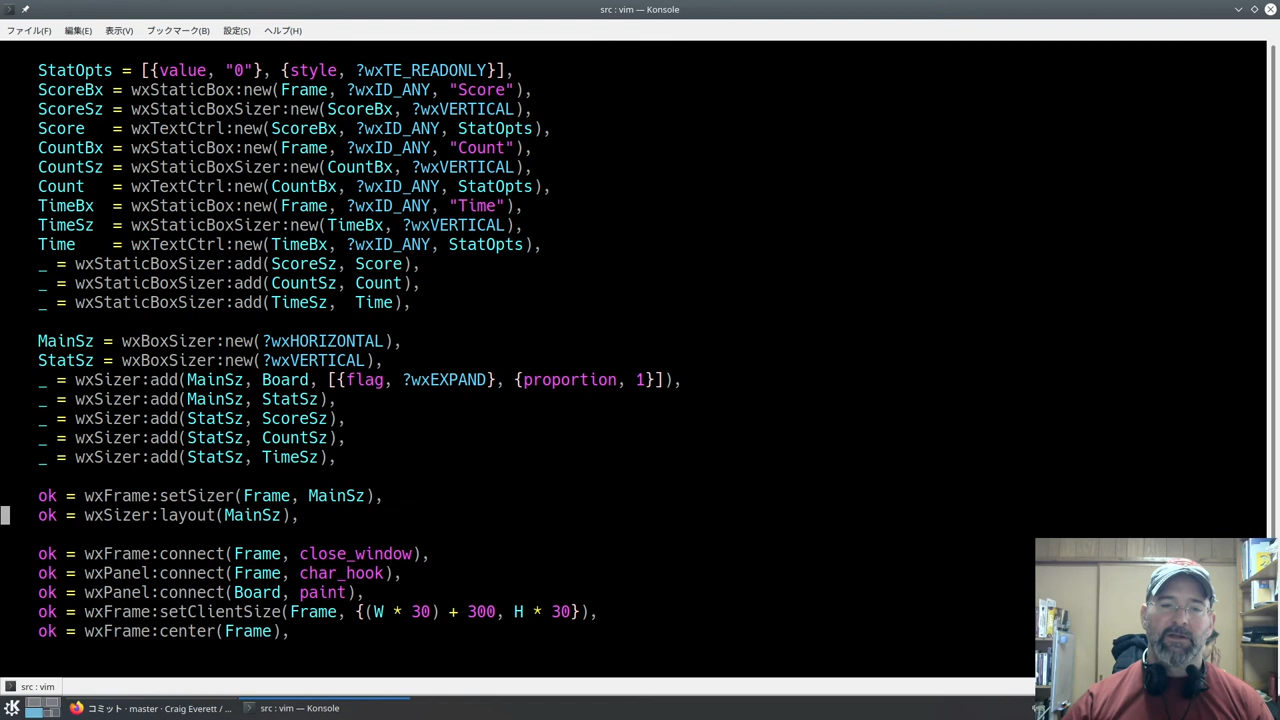 src : vim — Konsole
ファイル(F) 編集(E) 表示(V) ブックマーク(B) 設定(S) ヘルプ(H)
StatOpts = [{value, "0"}, {style, ?wxTE_READONLY}],
ScoreBx = wxStaticBox:new(Frame, ?wxID_ANY, "Score"),
ScoreSz = wxStaticBoxSizer:new(ScoreBx, ?wxVERTICAL),
Score   = wxTextCtrl:new(ScoreBx, ?wxID_ANY, StatOpts),
CountBx = wxStaticBox:new(Frame, ?wxID_ANY, "Count"),
CountSz = wxStaticBoxSizer:new(CountBx, ?wxVERTICAL),
Count   = wxTextCtrl:new(CountBx, ?wxID_ANY, StatOpts),
TimeBx  = wxStaticBox:new(Frame, ?wxID_ANY, "Time"),
TimeSz  = wxStaticBoxSizer:new(TimeBx, ?wxVERTICAL),
Time    = wxTextCtrl:new(TimeBx, ?wxID_ANY, StatOpts),
_ = wxStaticBoxSizer:add(ScoreSz, Score),
_ = wxStaticBoxSizer:add(CountSz, Count),
_ = wxStaticBoxSizer:add(TimeSz,  Time),
MainSz = wxBoxSizer:new(?wxHORIZONTAL),
StatSz = wxBoxSizer:new(?wxVERTICAL),
_ = wxSizer:add(MainSz, Board, [{flag, ?wxEXPAND}, {proportion, 1}]),
_ = wxSizer:add(MainSz, StatSz),
_ = wxSizer:add(StatSz, ScoreSz),
_ = wxSizer:add(StatSz, CountSz),
_ = wxSizer:add(StatSz, TimeSz),
ok = wxFrame:setSizer(Frame, MainSz),
ok = wxSizer:layout(MainSz),
ok = wxFrame:connect(Frame, close_window),
ok = wxPanel:connect(Frame, char_hook),
ok = wxPanel:connect(Board, paint),
ok = wxFrame:setClientSize(Frame, {(W * 30) + 300, H * 30}),
ok = wxFrame:center(Frame),
src : vim
コミット · master · Craig Everett / ... src : vim — Konsole